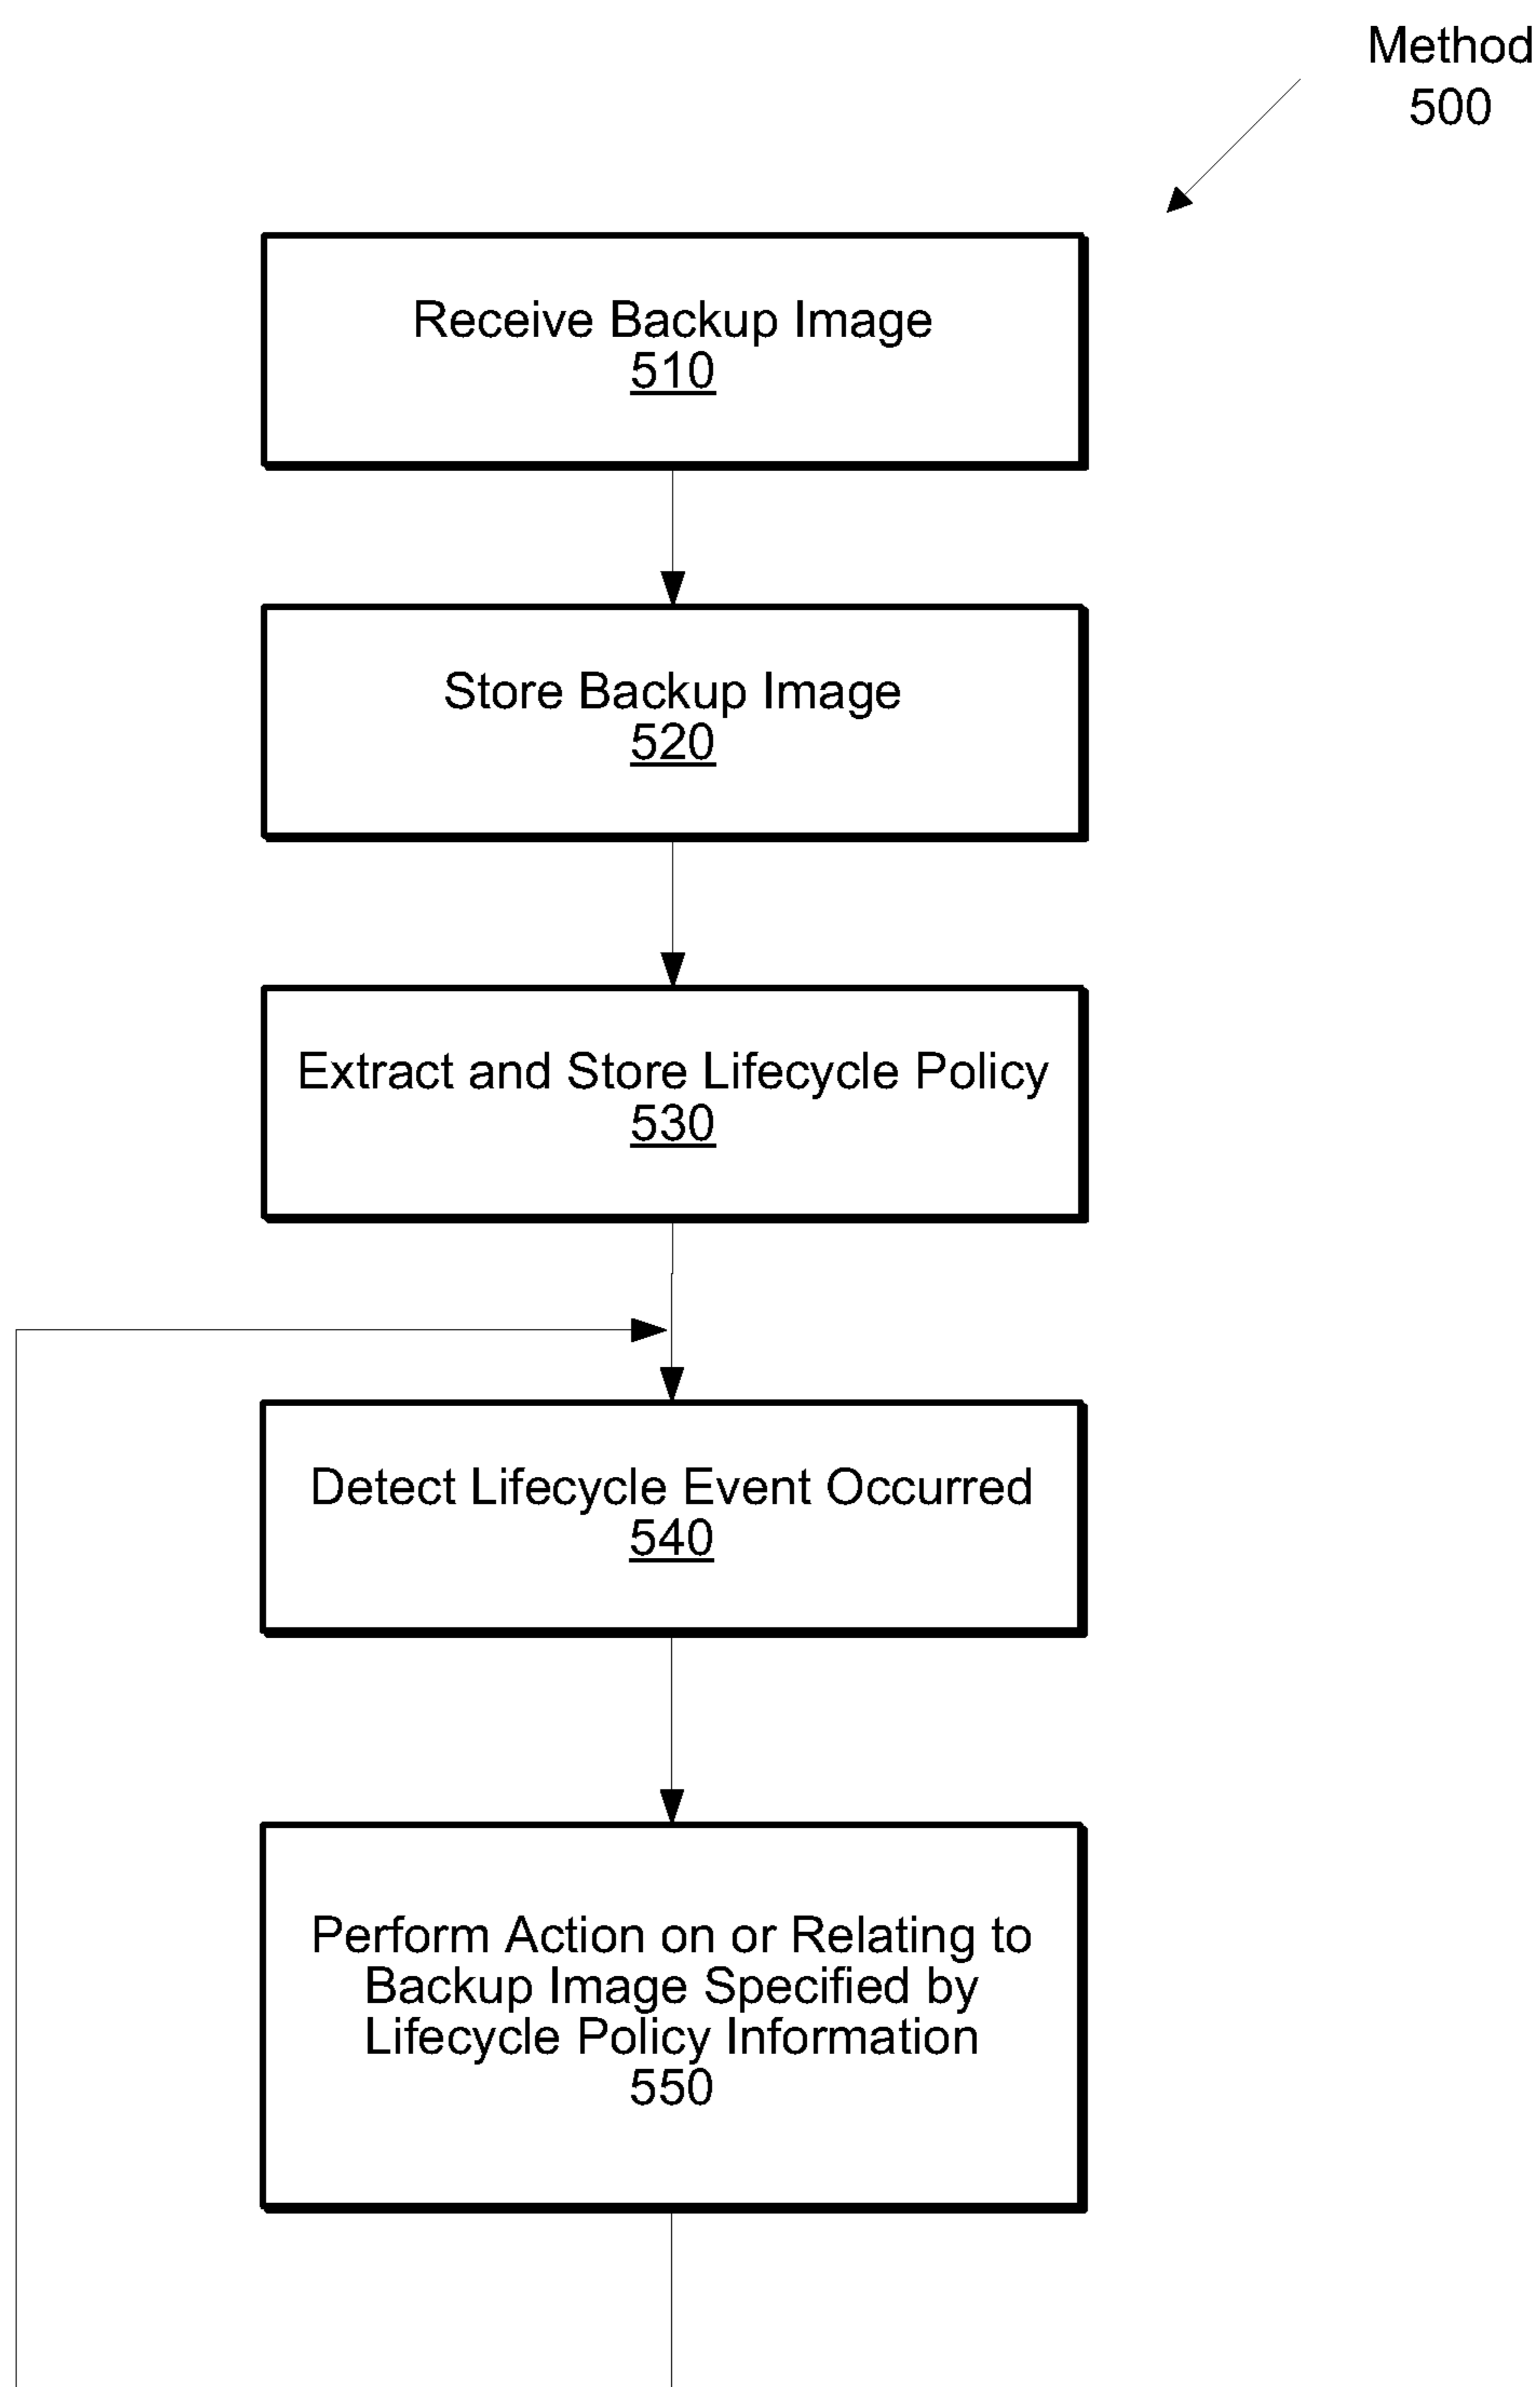 Method
500
Receive Backup Image
510
Store Backup Image
520
Extract and Store Lifecycle Policy
530
Detect Lifecycle Event Occurred
540
Perform Action on or Relating to
Backup Image Specified by
Lifecycle Policy Information
550